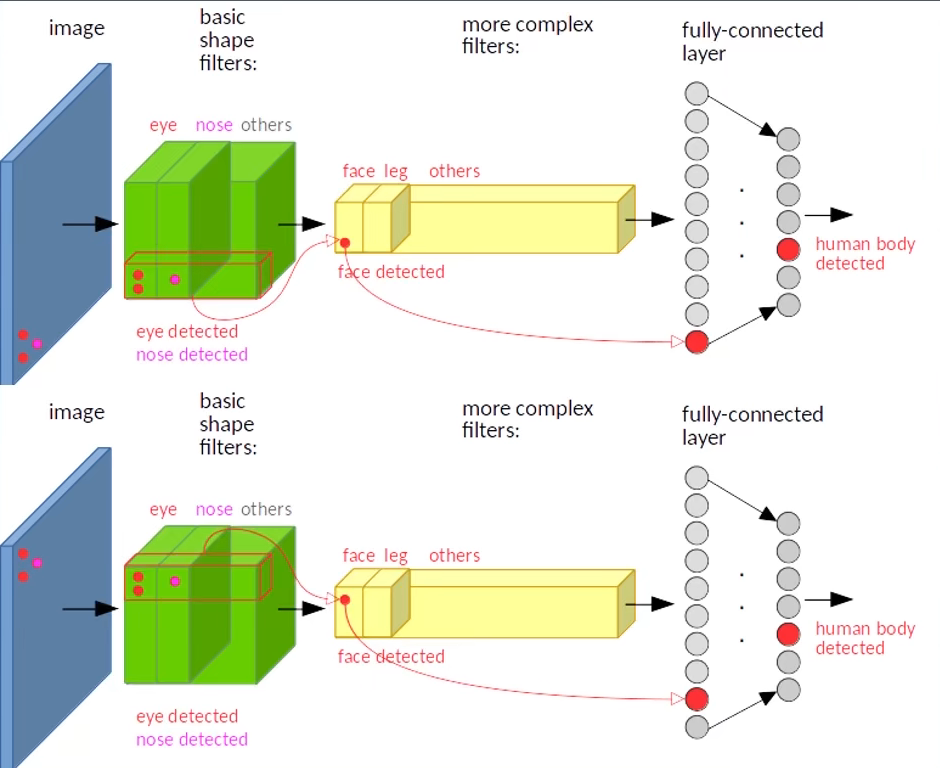 image
basic
shape
filters:
more complex
filters:
fully-connected
layer
eye nose others
face leg others
human body
detected
face detected
eye detected
nose detected
image
basic
shape
filters:
more complex
filters:
fully-connected
layer
eye nose others
face leg others
human body
detected
face detected
eye detected
nose detected